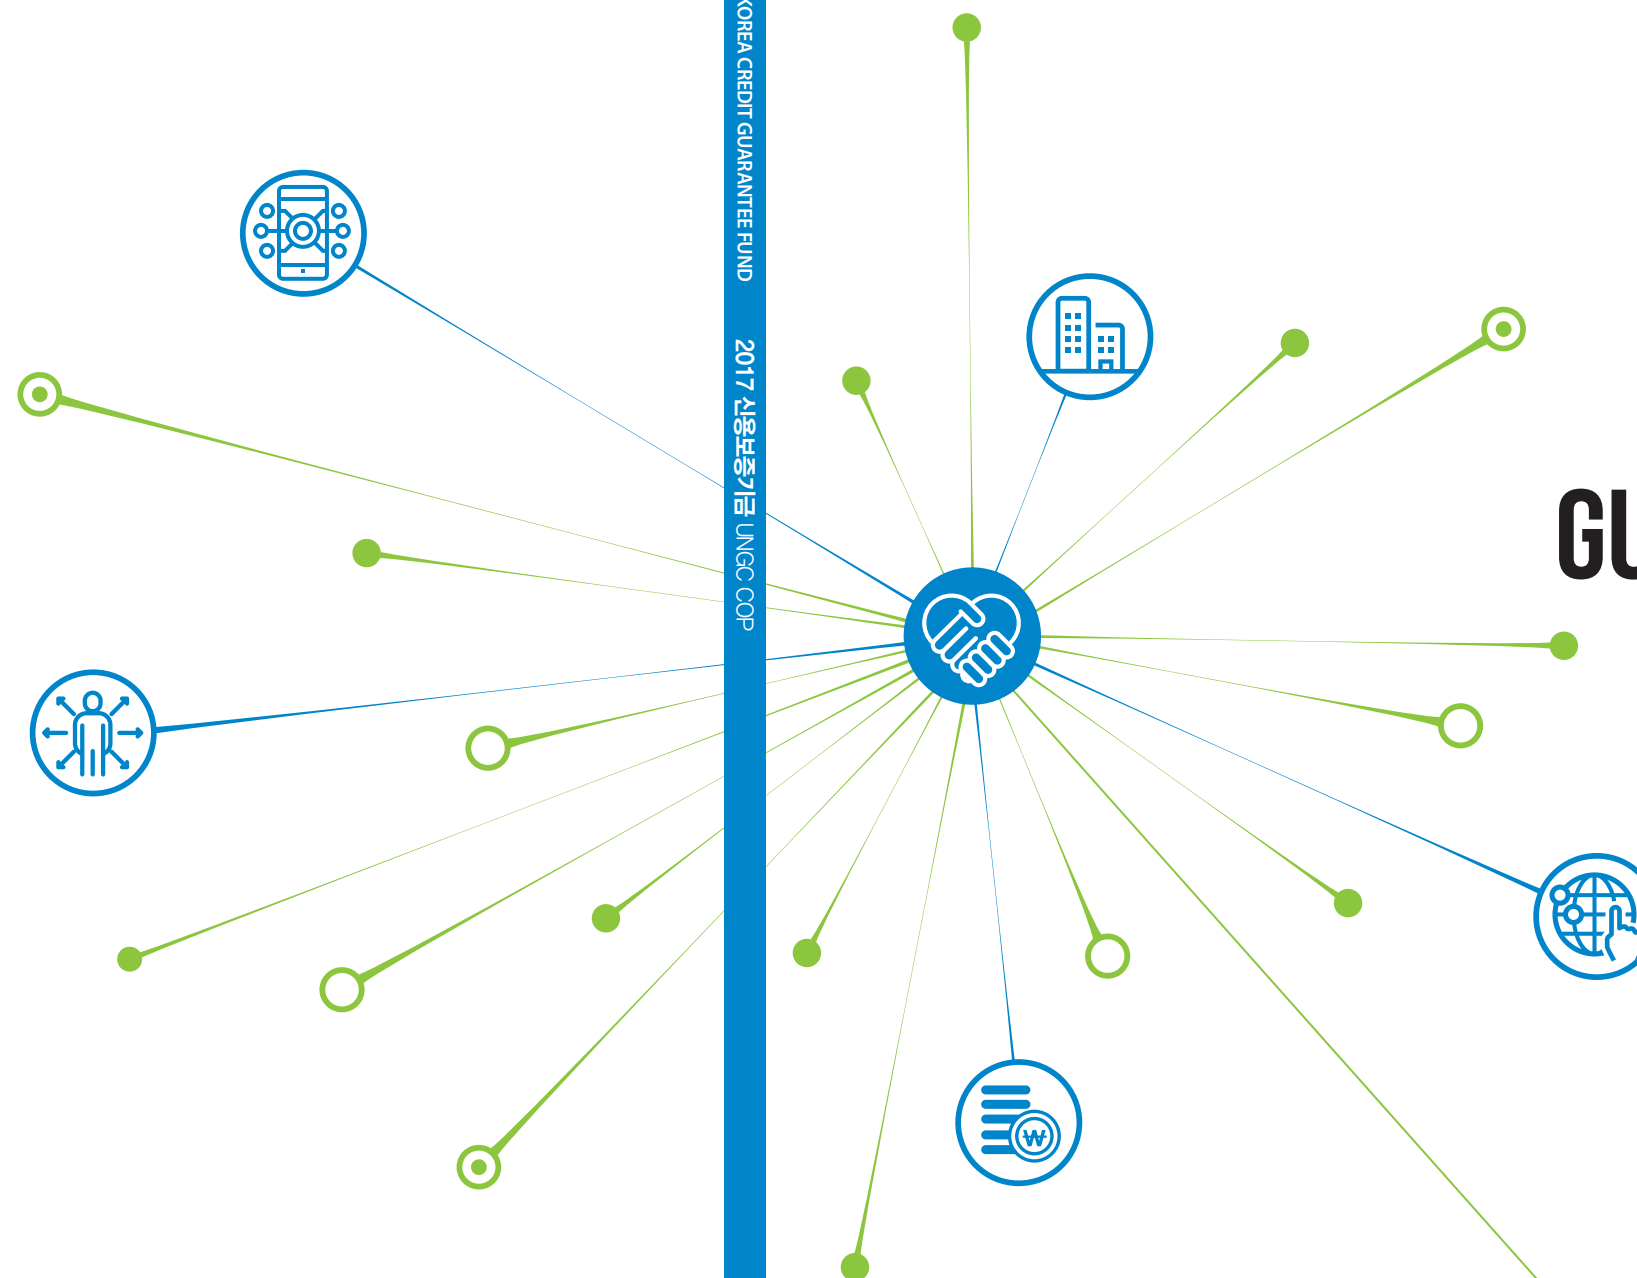 KOREA CREDIT GUARANTEE FUND 2017 신용보증기금 UNGC COP
GU
₩